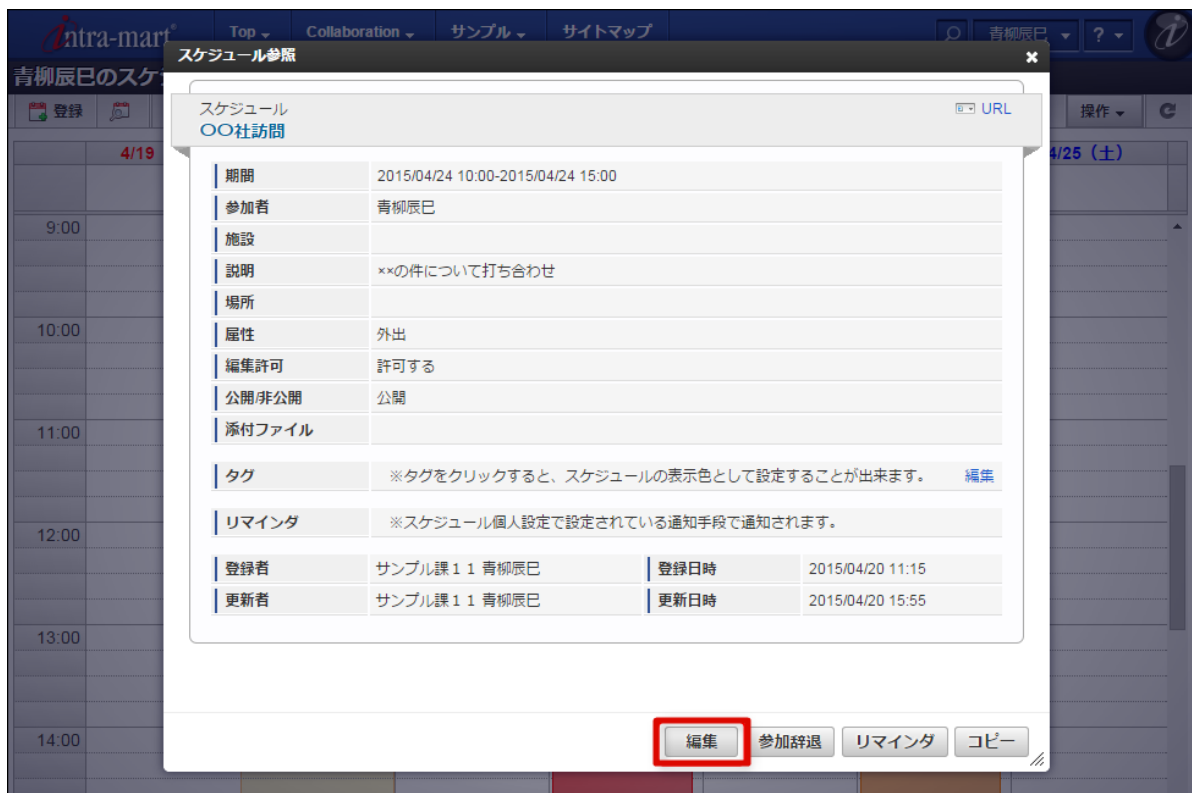 intra-mart®
Top
Collaboration
サンプル
サイトマップ
青柳辰巳
?
青柳辰巳のスケ
スケジュール参照
登録
操作
スケジュール
URL
〇〇社訪問
4/19
4/25（土）
期間 2015/04/24 10:00-2015/04/24 15:00
参加者 青柳辰巳
施設
説明 ××の件について打ち合わせ
場所
属性 外出
編集許可 許可する
公開/非公開 公開
添付ファイル
タグ ※タグをクリックすると、スケジュールの表示色として設定することが出来ます。 編集
リマインダ ※スケジュール個人設定で設定されている通知手段で通知されます。
登録者 サンプル課１１ 青柳辰巳 登録日時 2015/04/20 11:15
更新者 サンプル課１１ 青柳辰巳 更新日時 2015/04/20 15:55
9:00
10:00
11:00
12:00
13:00
14:00
編集 参加辞退 リマインダ コピー